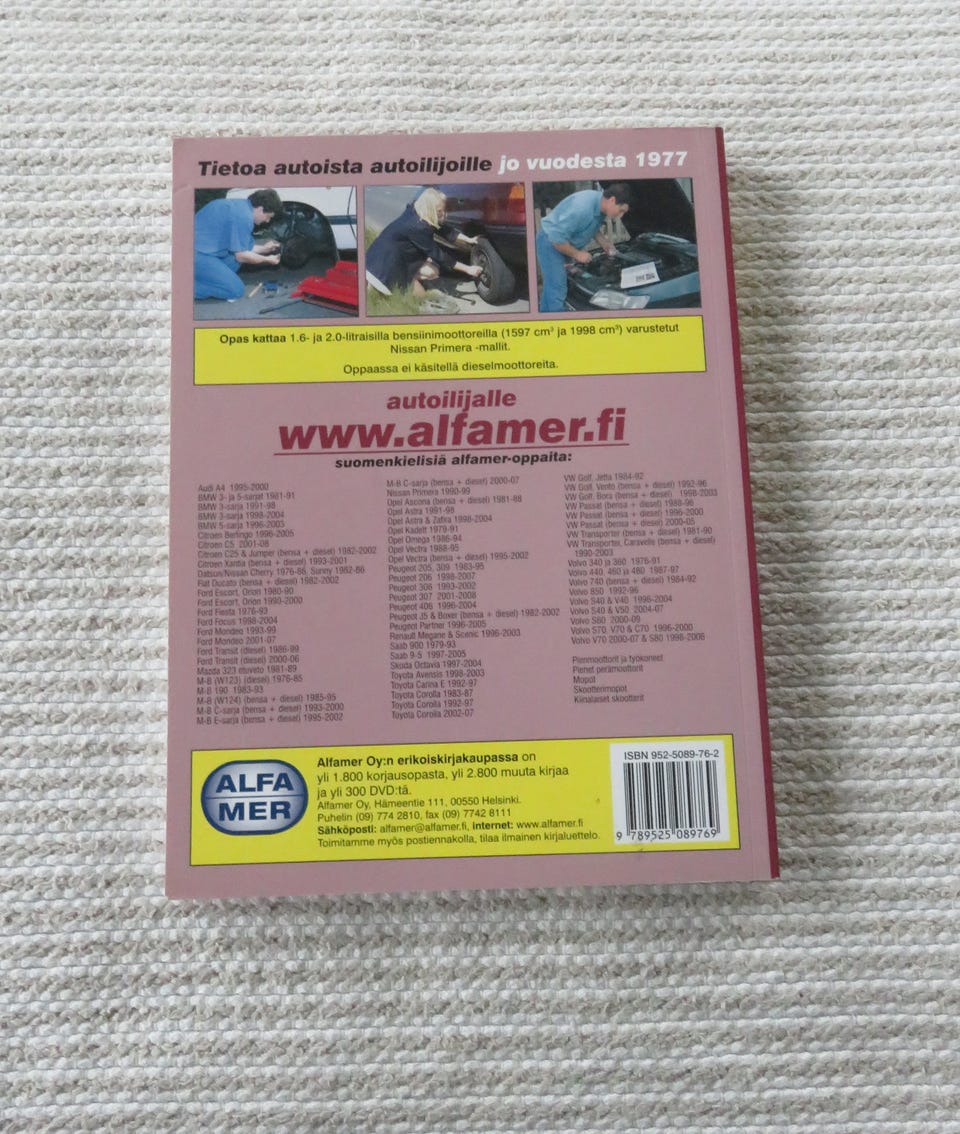 Tietoa autoista autoilijoille jo vuodesta 1977
Opas kattaa 1.6- ja 2.0-litraisilla bensiinimoottoreilla (1597 cm³ ja 1998 cm³) varustetut
Nissan Primera -mallit.
Oppaassa ei käsitellä dieselmoottoreita.
autoilijalle
www.alfamer.fi
suomenkielisiä alfamer-oppaita:
Audi A4 1995-2000
BMW 3- ja 5-sarjat 1981-91
BMW 3-sarja 1991-98
BMW 3-sarja 1998-2004
BMW 5-sarja 1996-2003
Citroen Berlingo 1996-2005
Citroen C5 2001-08
Citroen C25 & Jumper (bensa + diesel) 1982-2002
Citroen Xantia (bensa + diesel) 1993-2001
Datsun/Nissan Cherry 1976-86, Sunny 1982-86
Fiat Ducato (bensa + diesel) 1982-2002
Ford Escort, Orion 1980-90
Ford Escort, Orion 1990-2000
Ford Fiesta 1976-93
Ford Focus 1998-2004
Ford Mondeo 1993-99
Ford Mondeo 2001-07
Ford Transit (diesel) 1986-99
Ford Transit (diesel) 2000-06
Mazda 323 etuveto 1981-89
M-B (W123) (diesel) 1976-85
M-B 190 1983-93
M-B (W124) (bensa + diesel) 1985-95
M-B C-sarja (bensa + diesel) 1993-2000
M-B E-sarja (bensa + diesel) 1995-2002
M-B C-sarja (bensa + diesel) 2000-07
Nissan Primera 1990-99
Opel Ascona (bensa + diesel) 1981-88
Opel Astra 1991-98
Opel Astra & Zafira 1998-2004
Opel Kadett 1979-91
Opel Omega 1986-94
Opel Vectra 1988-95
Opel Vectra (bensa + diesel) 1995-2002
Peugeot 205, 309 1983-95
Peugeot 206 1998-2007
Peugeot 306 1993-2002
Peugeot 307 2001-2008
Peugeot 406 1996-2004
Peugeot J5 & Boxer (bensa + diesel) 1982-2002
Peugeot Partner 1996-2005
Renault Megane & Scenic 1996-2003
Saab 900 1979-93
Saab 9-5 1997-2005
Skoda Octavia 1997-2004
Toyota Avensis 1998-2003
Toyota Carina E 1992-97
Toyota Corolla 1983-87
Toyota Corolla 1992-97
Toyota Corolla 2002-07
VW Golf, Jetta 1984-92
VW Golf, Vento (bensa + diesel) 1992-96
VW Golf, Bora (bensa + diesel) 1998-2003
VW Passat (bensa + diesel) 1988-96
VW Passat (bensa + diesel) 1996-2000
VW Passat (bensa + diesel) 2000-05
VW Transporter (bensa + diesel) 1981-90
VW Transporter, Caravelle (bensa + diesel)
1990-2003
Volvo 340 ja 360 1976-91
Volvo 440, 460 ja 480 1987-97
Volvo 740 (bensa + diesel) 1984-92
Volvo 850 1992-96
Volvo S40 & V40 1996-2004
Volvo S40 & V50 2004-07
Volvo S60 2000-09
Volvo S70, V70 & C70 1996-2000
Volvo V70 2000-07 & S80 1998-2006
Pienmoottorit ja työkoneet
Pienet perämoottorit
Mopot
Skootterimopot
Kiinalaiset skootterit
ALFA
MER
Alfamer Oy:n erikoiskirjakaupassa on
yli 1.800 korjausopasta, yli 2.800 muuta kirjaa
ja yli 300 DVD:tä.
Alfamer Oy, Hämeentie 111, 00550 Helsinki.
Puhelin (09) 774 2810, fax (09) 7742 8111
Sähköposti: alfamer@alfamer.fi, internet: www.alfamer.fi
Toimitamme myös postiennakolla, tilaa ilmainen kirjaluettelo.
ISBN 952-5089-76-2
9 789525 089769